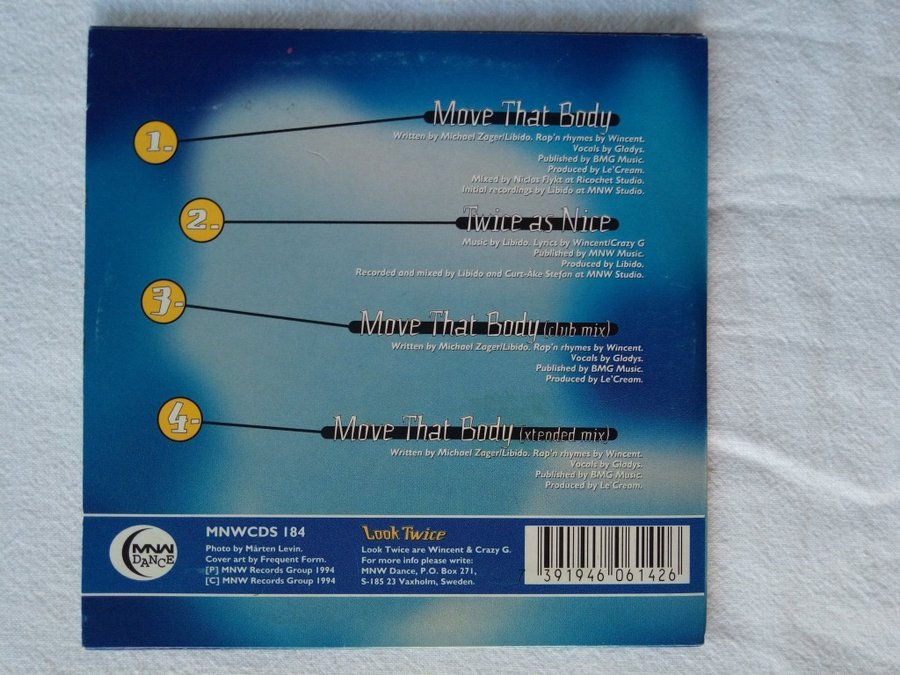 1.
Move That Body
Written by Michael Zager/Libido. Rap'n rhymes by Wincent.
Vocals by Gladys.
Published by BMG Music.
Produced by Le'Cream.
Mixed by Niclas Flykt at Ricochet Studio.
Initial recordings by Libido at MNW Studio.
2.
Twice as Nice
Music by Libido. Lyrics by Wincent/Crazy G
Published by MNW Music.
Produced by Libido.
Recorded and mixed by Libido and Curt-Åke Stefan at MNW Studio.
3.
Move That Body (club mix)
Written by Michael Zager/Libido. Rap'n rhymes by Wincent.
Vocals by Gladys.
Published by BMG Music.
Produced by Le'Cream.
4.
Move That Body (xtended mix)
Written by Michael Zager/Libido. Rap'n rhymes by Wincent.
Vocals by Gladys.
Published by BMG Music.
Produced by Le'Cream.
MNW
DANCE
MNWCDS 184
Photo by Mårten Levin.
Cover art by Frequent Form.
[P] MNW Records Group 1994
[C] MNW Records Group 1994
Look Twice
Look Twice are Wincent & Crazy G.
For more info please write:
MNW Dance, P.O. Box 271,
S-185 23 Vaxholm, Sweden.
7 391946 061426